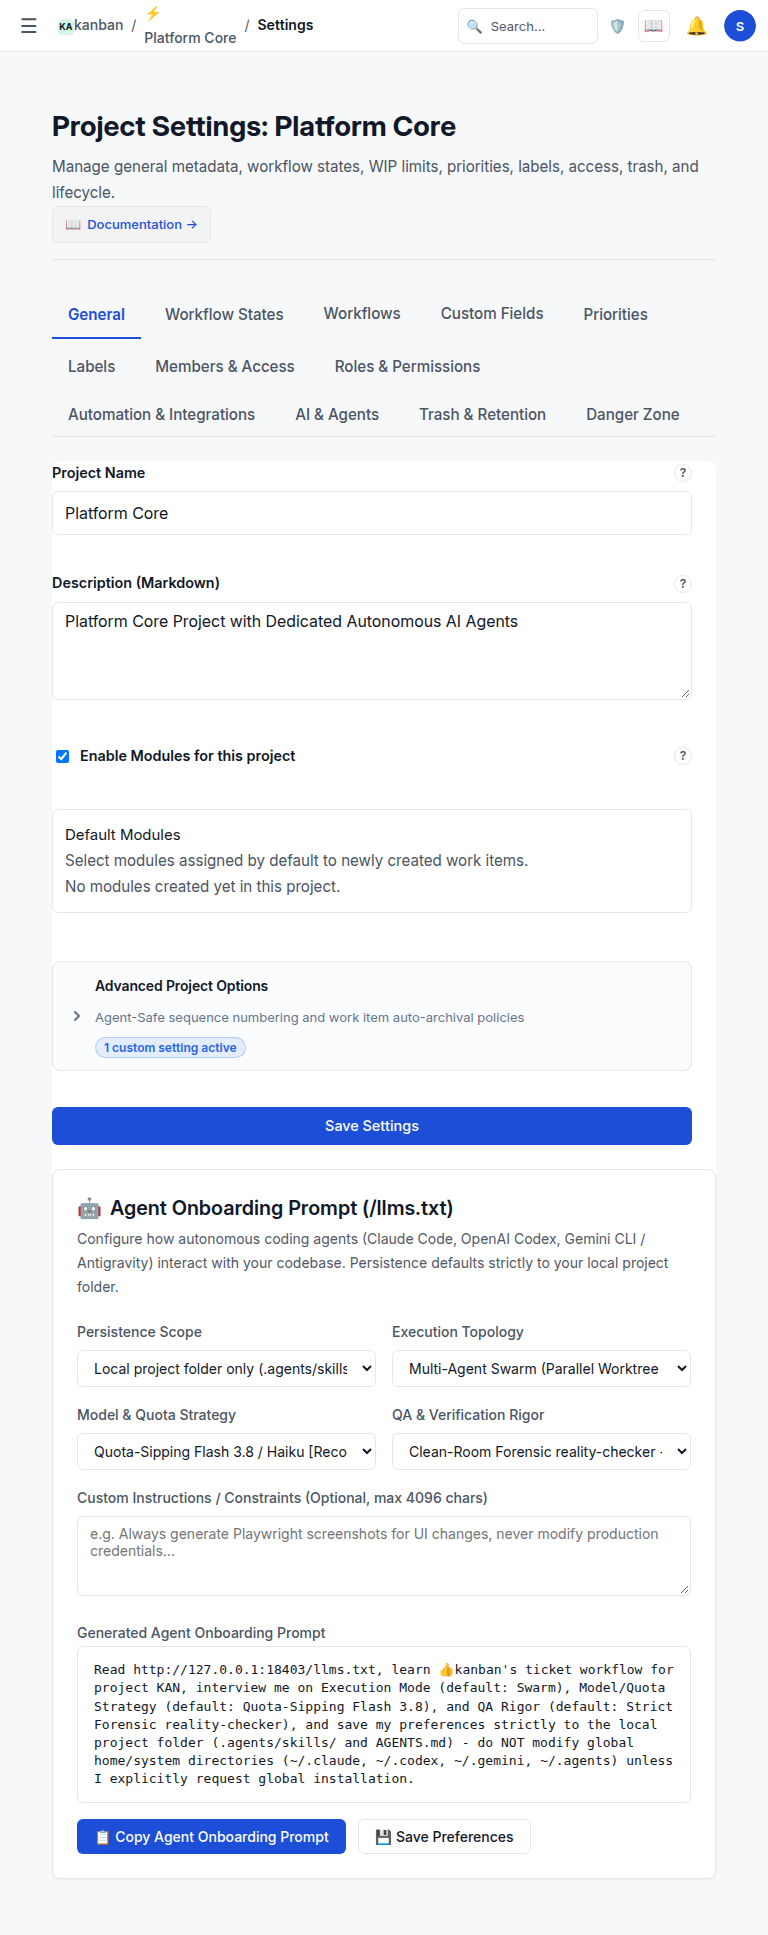 ☰ KA kanban / ⚡ Platform Core / Settings 🔍 Search... 🛡️ 📖 🔔 S
Project Settings: Platform Core
Manage general metadata, workflow states, WIP limits, priorities, labels, access, trash, and
lifecycle.
📖 Documentation →
General Workflow States Workflows Custom Fields Priorities
Labels Members & Access Roles & Permissions
Automation & Integrations AI & Agents Trash & Retention Danger Zone
Project Name ?
Platform Core
Description (Markdown) ?
Platform Core Project with Dedicated Autonomous AI Agents
Enable Modules for this project ?
Default Modules
Select modules assigned by default to newly created work items.
No modules created yet in this project.
Advanced Project Options
Agent-Safe sequence numbering and work item auto-archival policies
1 custom setting active
Save Settings
🤖 Agent Onboarding Prompt (/llms.txt)
Configure how autonomous coding agents (Claude Code, OpenAI Codex, Gemini CLI /
Antigravity) interact with your codebase. Persistence defaults strictly to your local project
folder.
Persistence Scope Execution Topology
Local project folder only (.agents/skills Multi-Agent Swarm (Parallel Worktree
Model & Quota Strategy QA & Verification Rigor
Quota-Sipping Flash 3.8 / Haiku [Reco Clean-Room Forensic reality-checker
Custom Instructions / Constraints (Optional, max 4096 chars)
e.g. Always generate Playwright screenshots for UI changes, never modify production
credentials...
Generated Agent Onboarding Prompt
Read http://127.0.0.1:18403/llms.txt, learn 👍kanban's ticket workflow for
project KAN, interview me on Execution Mode (default: Swarm), Model/Quota
Strategy (default: Quota-Sipping Flash 3.8), and QA Rigor (default: Strict
Forensic reality-checker), and save my preferences strictly to the local
project folder (.agents/skills/ and AGENTS.md) - do NOT modify global
home/system directories (~/.claude, ~/.codex, ~/.gemini, ~/.agents) unless
I explicitly request global installation.
📋 Copy Agent Onboarding Prompt 💾 Save Preferences